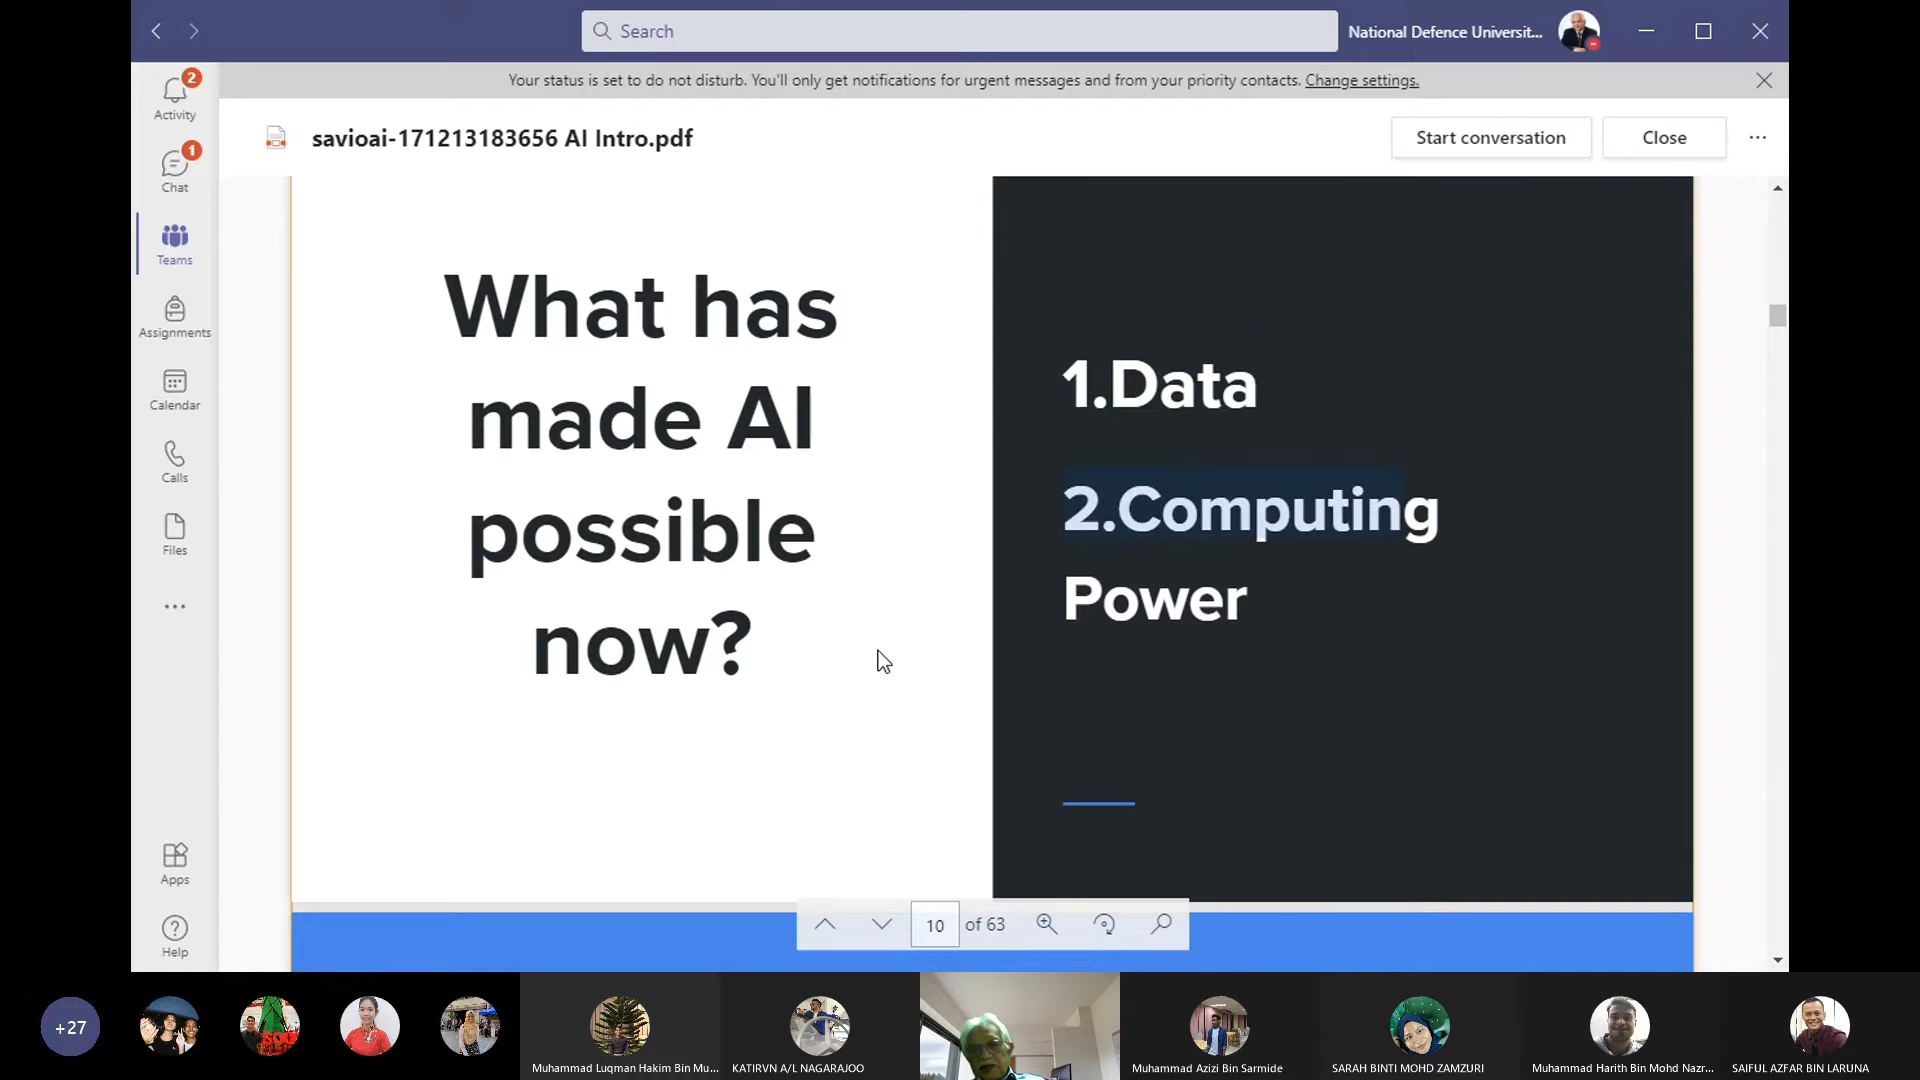 Search
National Defence Universit...
Your status is set to do not disturb. You'll only get notifications for urgent messages and from your priority contacts. Change settings.
2
Activity
1
Chat
Teams
Assignments
Calendar
Calls
Files
Apps
Help
savioai-171213183656 AI Intro.pdf
Start conversation
Close
What has
made AI
possible
now?
1.Data
2.Computing
Power
10 of 63
+27
SOF
Muhammad Luqman Hakim Bin Mu...
KATIRVN A/L NAGARAJOO
Muhammad Azizi Bin Sarmide
SARAH BINTI MOHD ZAMZURI
Muhammad Harith Bin Mohd Nazr...
SAIFUL AZFAR BIN LARUNA